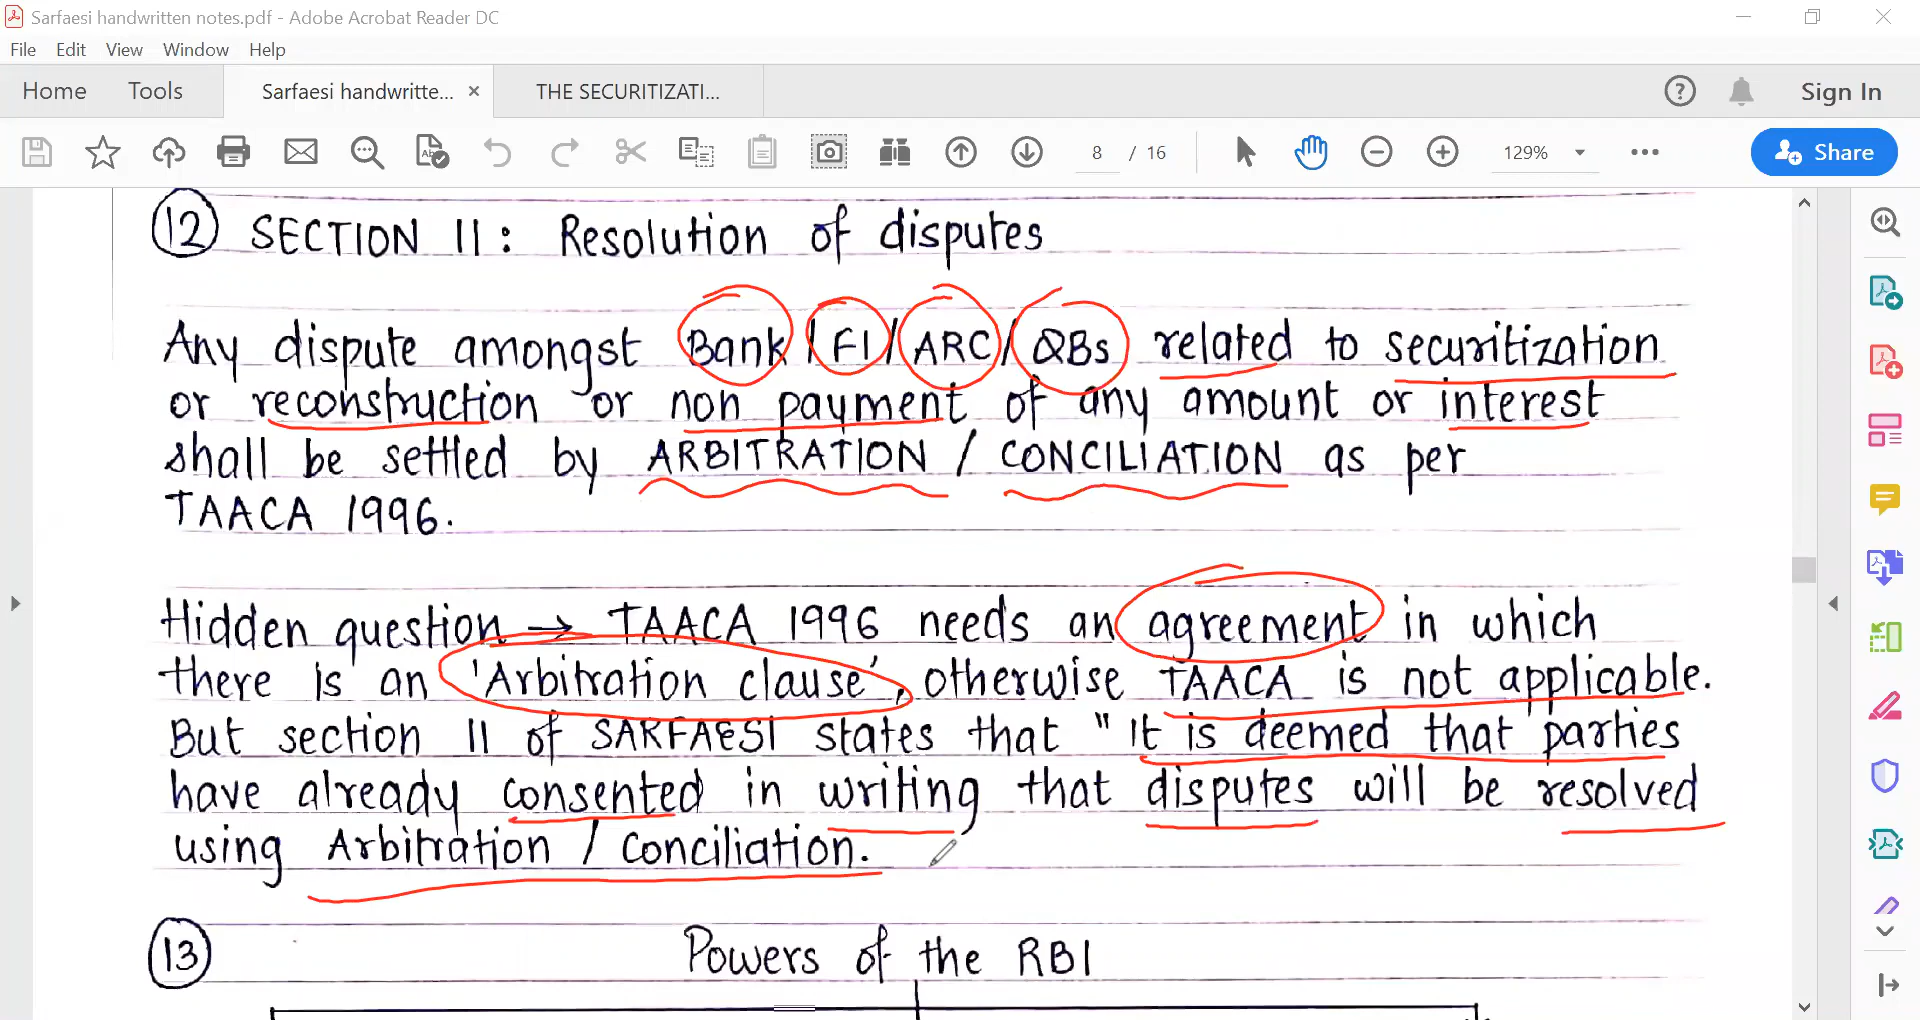 Sarfaesi handwritten notes.pdf - Adobe Acrobat Reader DC
File Edit View Window Help
Home Tools Sarfaesi handwritte... × THE SECURITIZATI... Sign In
8 / 16 129% Share
12 SECTION 11: Resolution of disputes
Any dispute amongst Bank / FI / ARC / QBs related to securitization
or reconstruction or non payment of any amount or interest
shall be settled by ARBITRATION / CONCILIATION as per
TAACA 1996.
Hidden question → TAACA 1996 needs an agreement in which
there is an 'Arbitration clause', otherwise TAACA is not applicable.
But section 11 of SARFAESI states that "It is deemed that parties
have already consented in writing that disputes will be resolved
using Arbitration / Conciliation.
13 Powers of the RBI